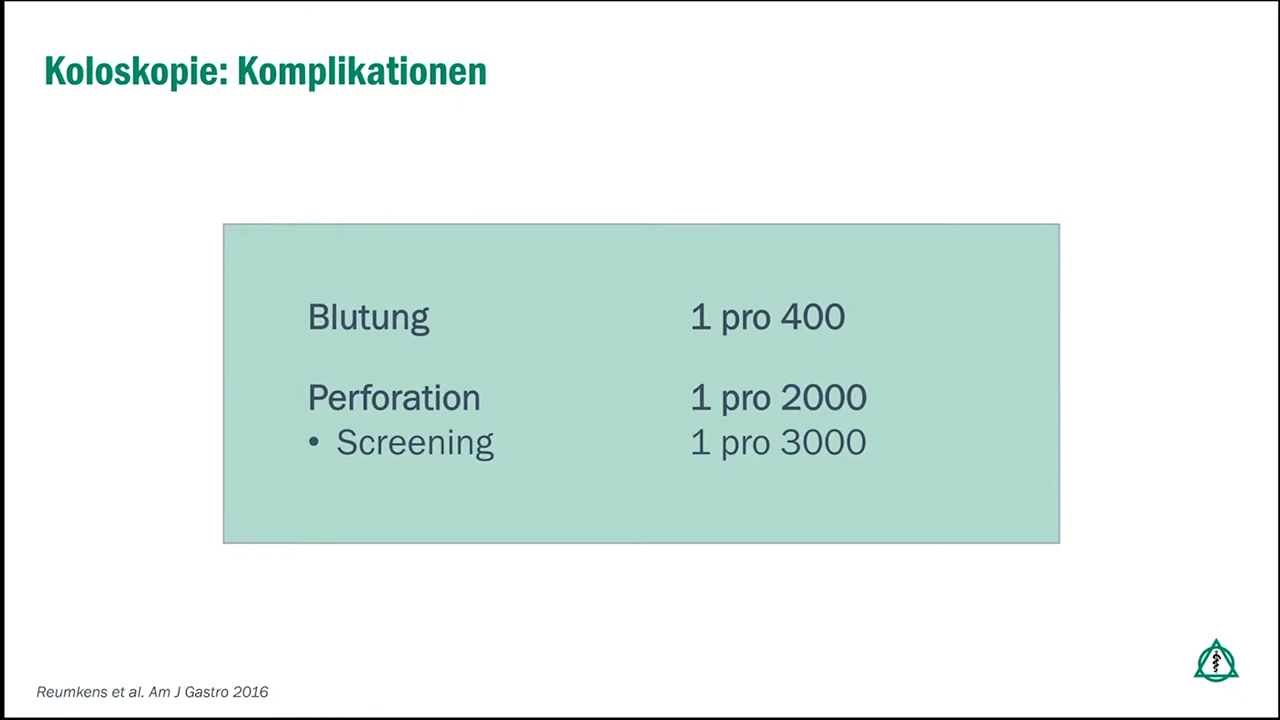 Koloskopie: Komplikationen
Blutung 1 pro 400
Perforation 1 pro 2000
• Screening 1 pro 3000
Reumkens et al. Am J Gastro 2016